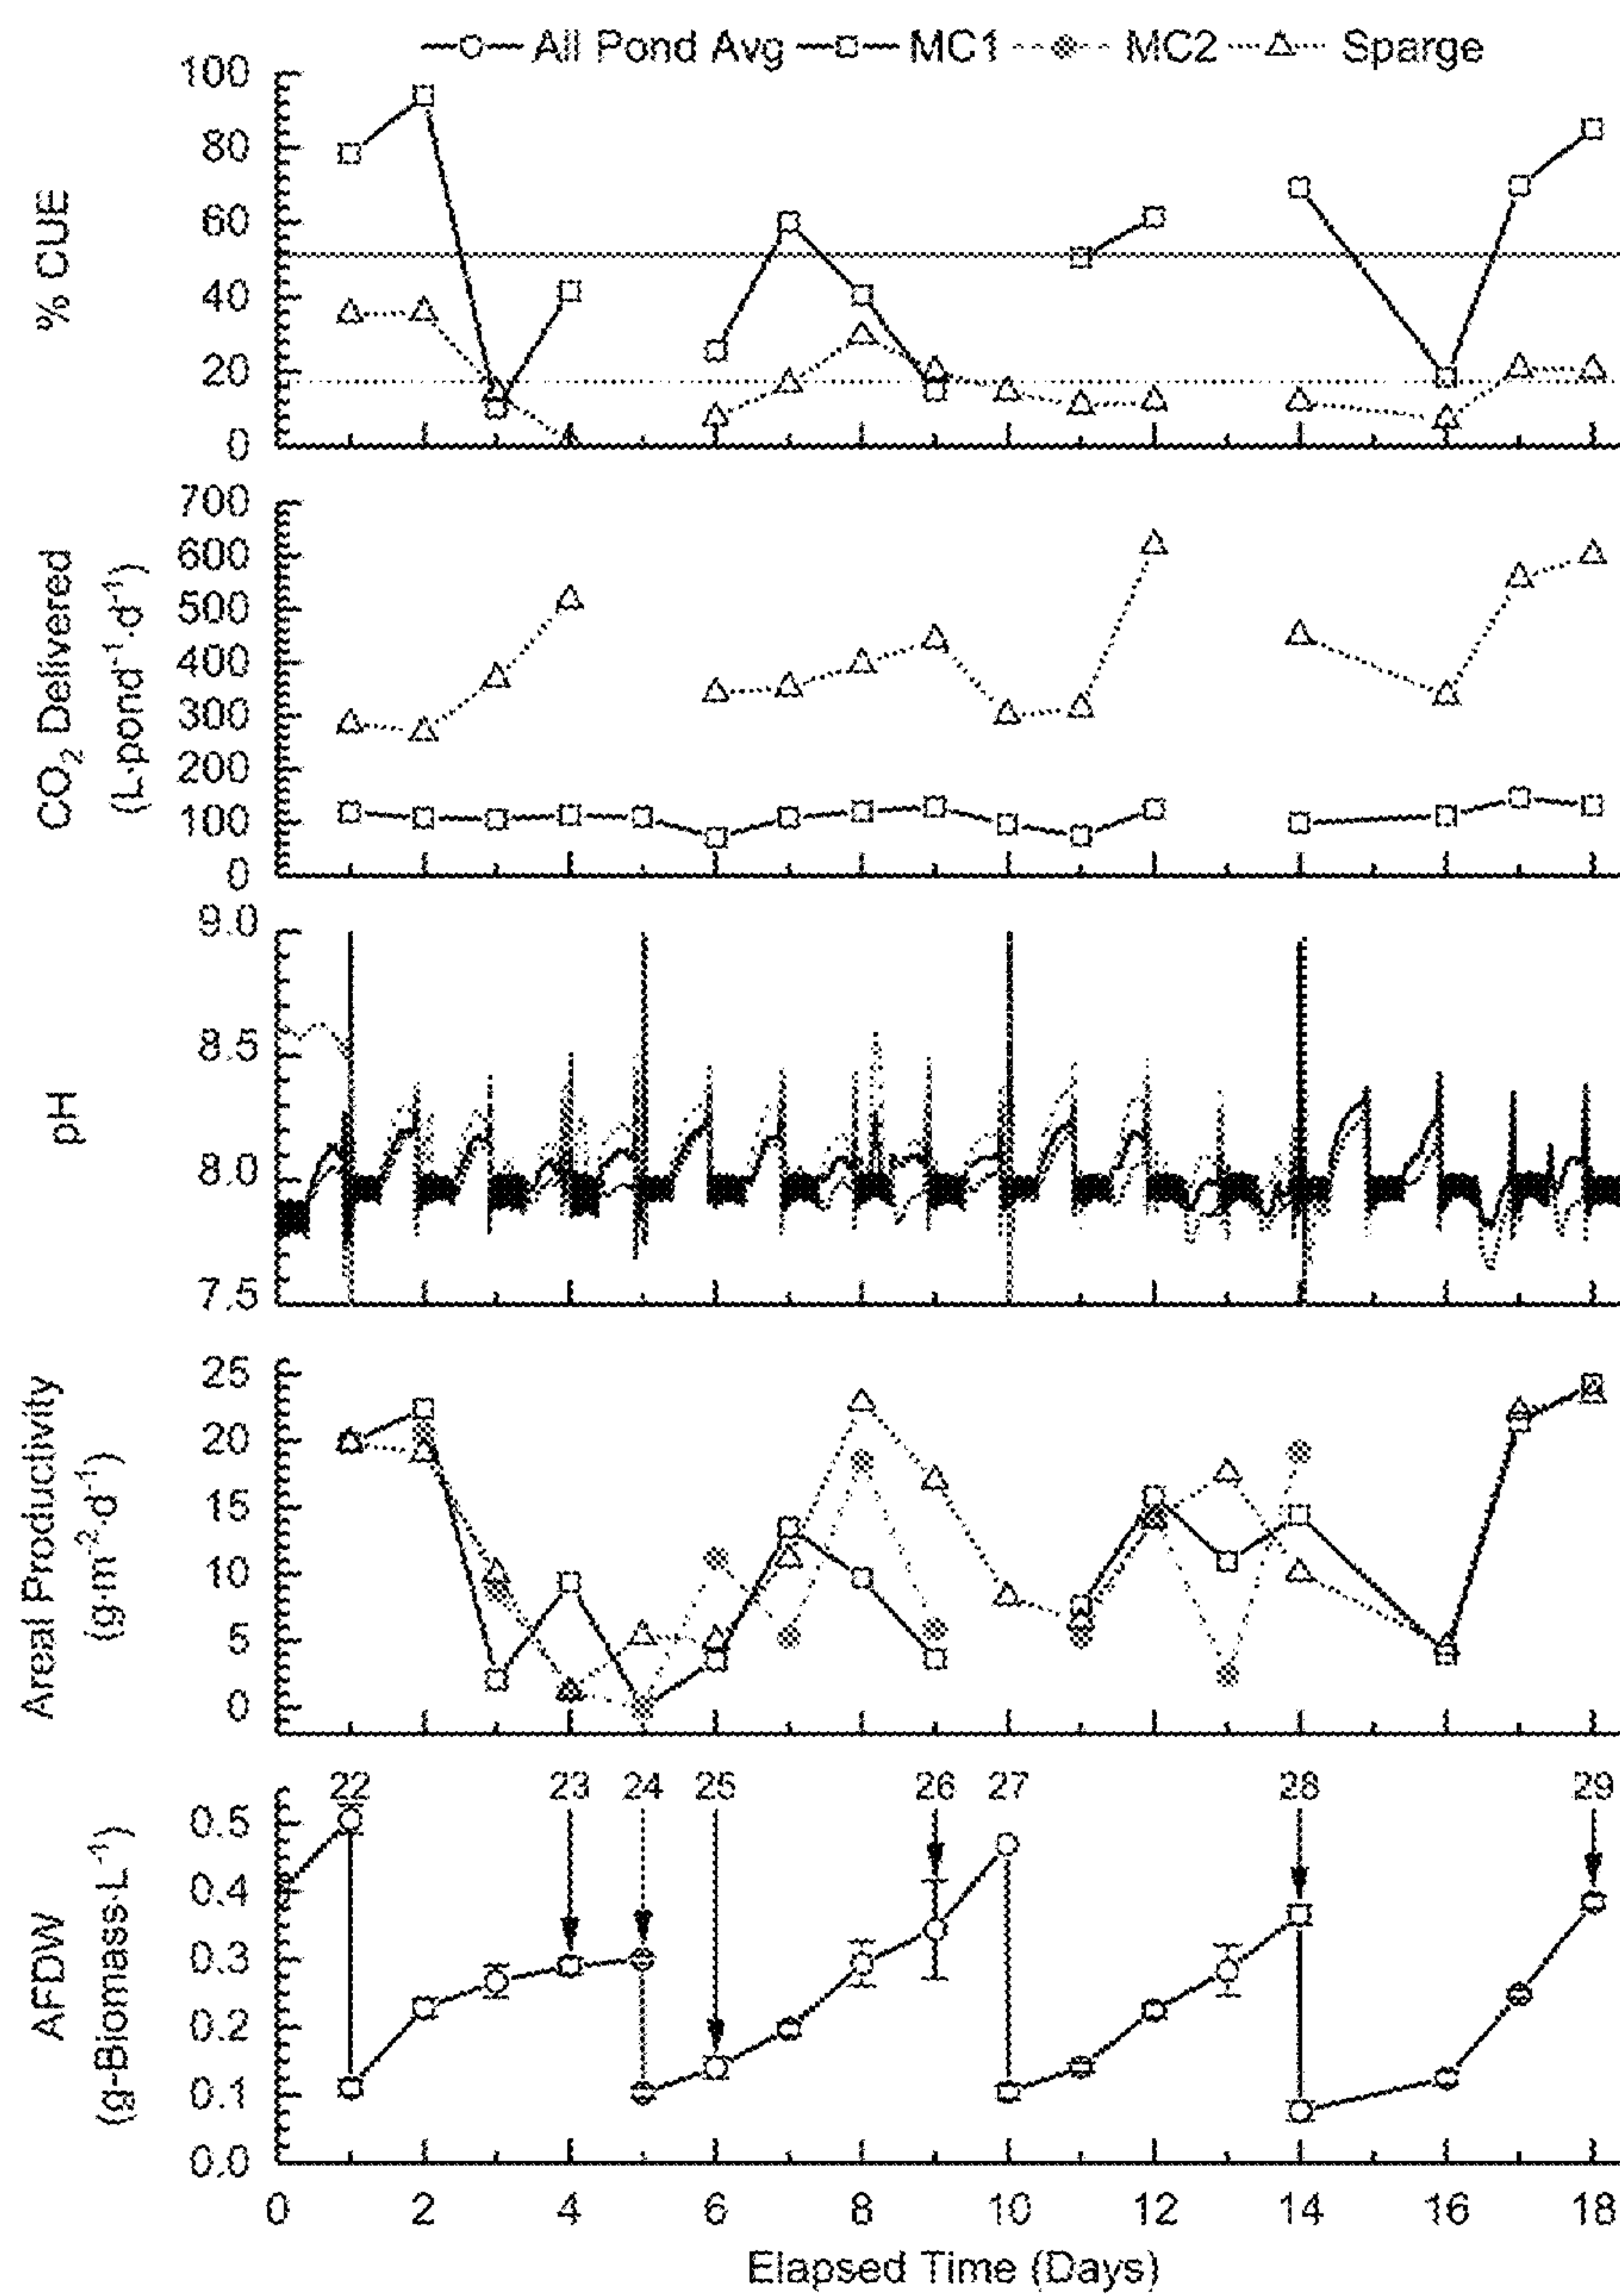 All Pond Avg MC1 MC2 Sparge
% CUE
100
80
60
40
20
0
CO₂ Delivered
(L·pond⁻¹·d⁻¹)
700
600
500
400
300
200
100
0
pH
9.0
8.5
8.0
7.5
Areal Productivity
(g·m⁻²·d⁻¹)
25
20
15
10
5
0
AFDW
(g-Biomass·L⁻¹)
22 23 24 25 26 27 28 29
0.5
0.4
0.3
0.2
0.1
0.0
0 2 4 6 8 10 12 14 16 18
Elapsed Time (Days)